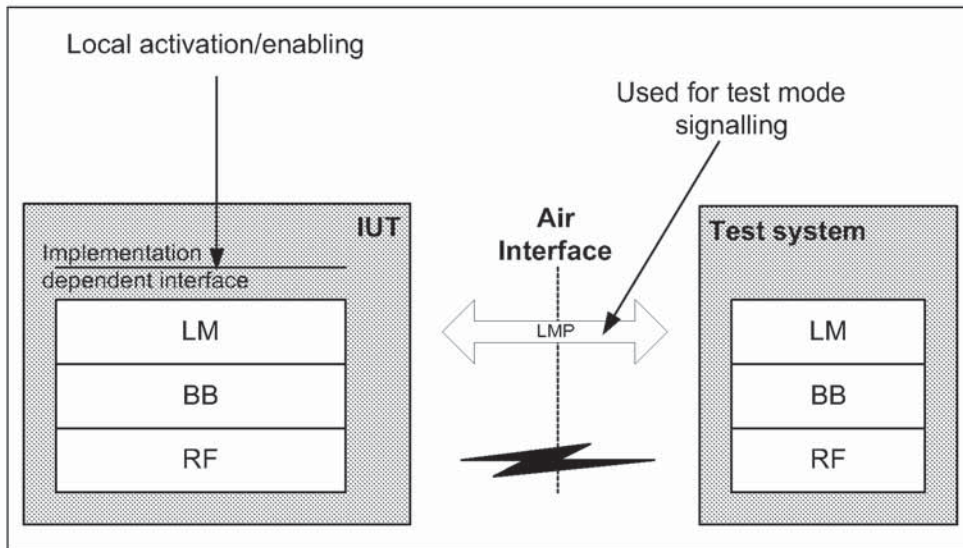 Local activation/enabling
Used for test mode
signalling
IUT
Implementation
dependent interface
LM
BB
RF
Air
Interface
LMP
Test system
LM
BB
RF